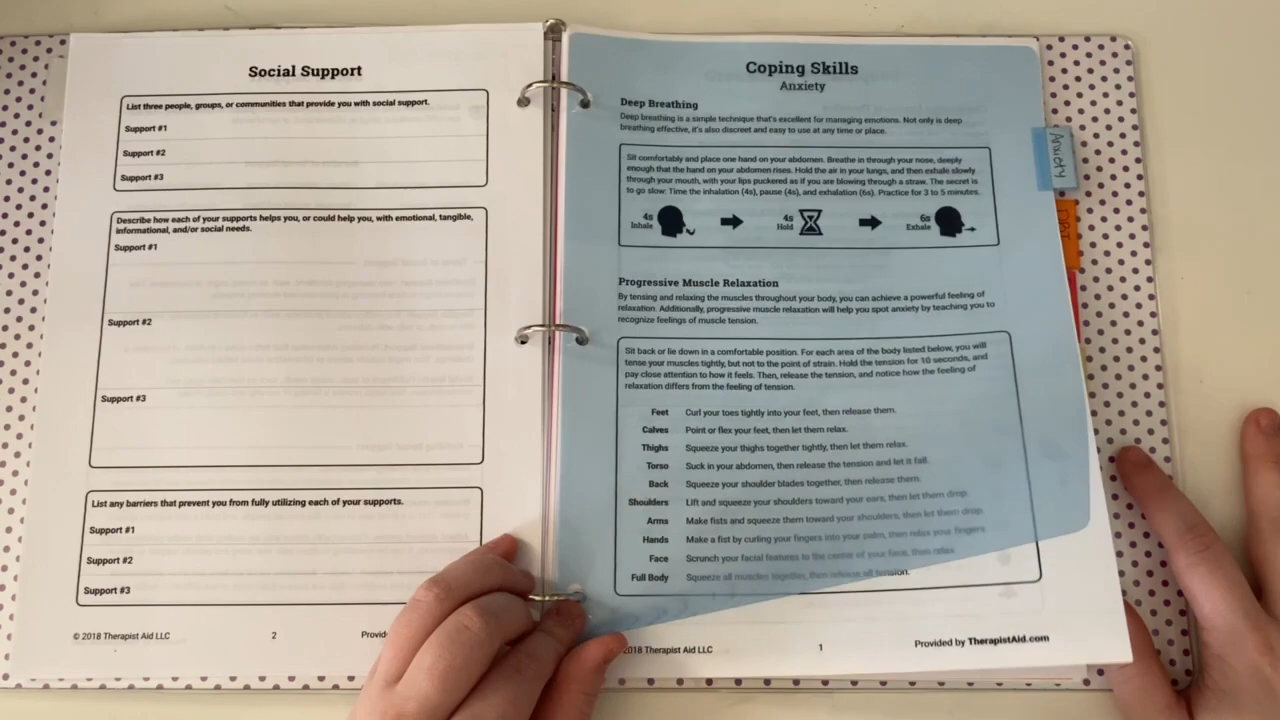 Social Support
List three people, groups, or communities that provide you with social support.
Support #1
Support #2
Support #3
Describe how each of your supports helps you, or could help you, with emotional, tangible,
informational, and/or social needs.
Support #1
Support #2
Support #3
List any barriers that prevent you from fully utilizing each of your supports.
Support #1
Support #2
Support #3
© 2018 Therapist Aid LLC
2
Provid
Coping Skills
Anxiety
Deep Breathing
Deep breathing is a simple technique that's excellent for managing emotions. Not only is deep
breathing effective, it's also discreet and easy to use at any time or place.
Sit comfortably and place one hand on your abdomen. Breathe in through your nose, deeply
enough that the hand on your abdomen rises. Hold the air in your lungs, and then exhale slowly
through your mouth, with your lips puckered as if you are blowing through a straw. The secret is
to go slow: Time the inhalation (4s), pause (4s), and exhalation (6s). Practice for 3 to 5 minutes.
4s
Inhale
4s
Hold
6s
Exhale
Progressive Muscle Relaxation
By tensing and relaxing the muscles throughout your body, you can achieve a powerful feeling of
relaxation. Additionally, progressive muscle relaxation will help you spot anxiety by teaching you to
recognize feelings of muscle tension.
Sit back or lie down in a comfortable position. For each area of the body listed below, you will
tense your muscles tightly, but not to the point of strain. Hold the tension for 10 seconds, and
pay close attention to how it feels. Then, release the tension, and notice how the feeling of
relaxation differs from the feeling of tension.
Feet Curl your toes tightly into your feet, then release them.
Calves Point or flex your feet, then let them relax.
Thighs Squeeze your thighs together tightly, then let them relax.
Torso Suck in your abdomen, then release the tension and let it fall.
Back Squeeze your shoulder blades together, then release them.
Shoulders Lift and squeeze your shoulders toward your ears, then let them drop.
Arms Make fists and squeeze them toward your shoulders, then let them drop.
Hands Make a fist by curling your fingers into your palm, then relax your fingers.
Face Scrunch your facial features to the center of your face, then relax.
Full Body Squeeze all muscles together, then release all tension.
2018 Therapist Aid LLC
1
Provided by TherapistAid.com
Anxiety
DBT